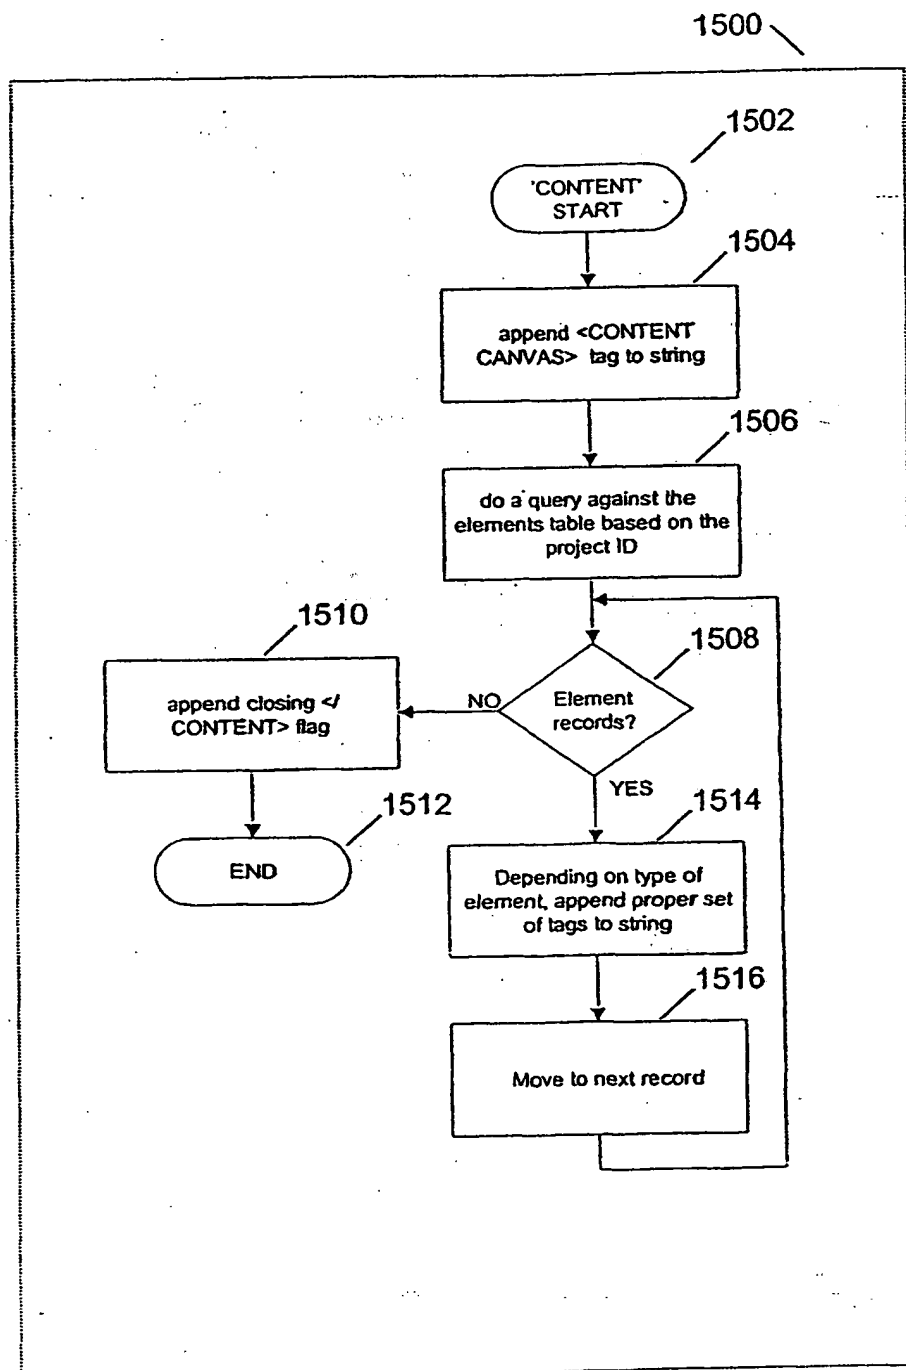 1500
1502
'CONTENT'
START
1504
append <CONTENT
CANVAS> tag to string
1506
do a query against the
elements table based on the
project ID
1508
Element
records?
NO
1510
append closing </
CONTENT> flag
1512
END
YES
1514
Depending on type of
element, append proper set
of tags to string
1516
Move to next record